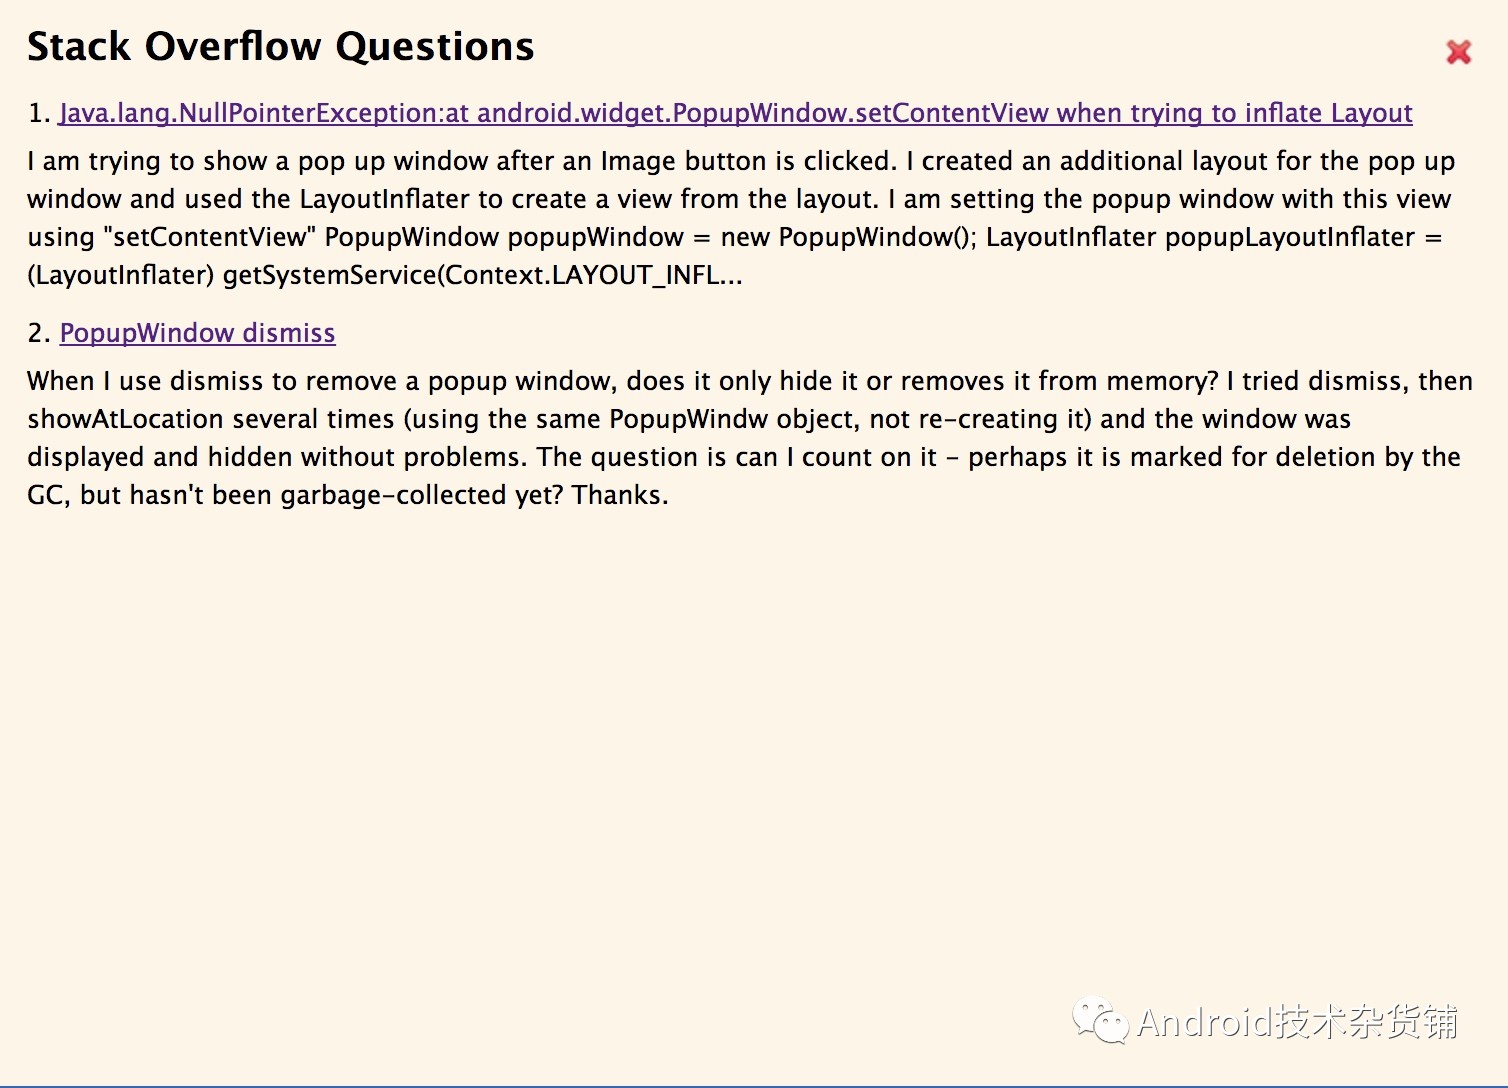 Stack Overflow Questions
1. Java.lang.NullPointerException:at android.widget.PopupWindow.setContentView when trying to inflate Layout
I am trying to show a pop up window after an Image button is clicked. I created an additional layout for the pop up
window and used the LayoutInflater to create a view from the layout. I am setting the popup window with this view
using "setContentView" PopupWindow popupWindow = new PopupWindow(); LayoutInflater popupLayoutInflater =
(LayoutInflater) getSystemService(Context.LAYOUT_INFL...
2. PopupWindow dismiss
When I use dismiss to remove a popup window, does it only hide it or removes it from memory? I tried dismiss, then
showAtLocation several times (using the same PopupWindw object, not re-creating it) and the window was
displayed and hidden without problems. The question is can I count on it - perhaps it is marked for deletion by the
GC, but hasn't been garbage-collected yet? Thanks.
Android技术杂货铺